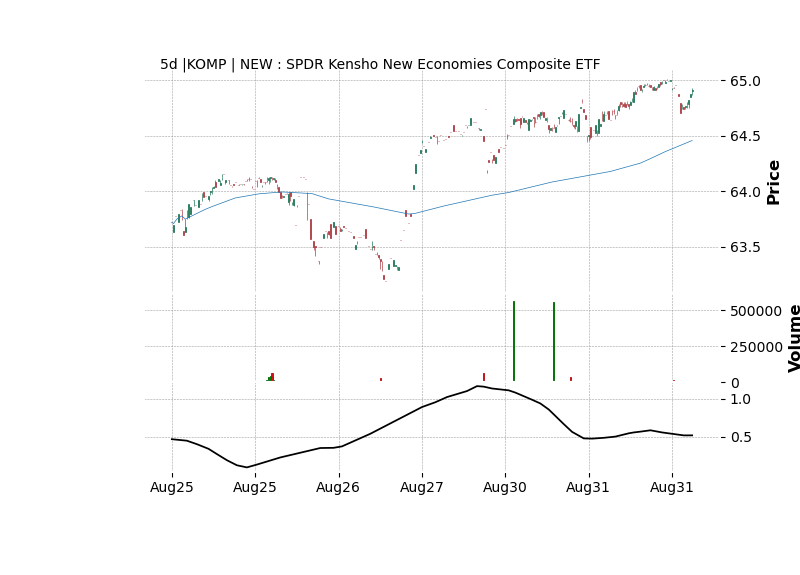 5d |KOMP | NEW : SPDR Kensho New Economies Composite ETF
65.0
64.5
64.0
63.5
Price
500000
250000
0
Volume
1.0
0.5
Aug25 Aug25 Aug26 Aug27 Aug30 Aug31 Aug31